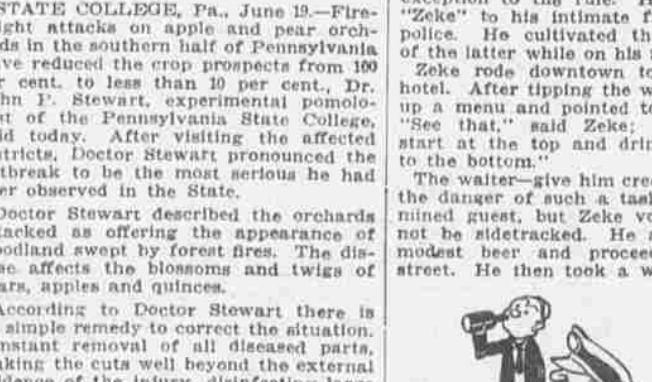 STATE COLLEGE, Pa., June 19.—Fire-
ight attacks on apple and pear orch-
ds in the southern half of Pennsylvania
ve reduced the crop prospects from 100
r cent. to less than 10 per cent., Dr.
hn P. Stewart, experimental pomolo-
st of the Pennsylvania State College,
id today. After visiting the affected
stricts, Doctor Stewart pronounced the
tbreak to be the most serious he had
er observed in the State.
Doctor Stewart described the orchards
tacked as offering the appearance of
oodland swept by forest fires. The dis-
se affects the blossoms and twigs of
ars, apples and quinces.
According to Doctor Stewart there is
simple remedy to correct the situation.
nstant removal of all diseased parts,
aking the cuts well beyond the external
idence of the injury, disinfecting
exception to the rule. H
"Zeke" to his intimate f
police. He cultivated th
of the latter while on his
Zeke rode downtown to
hotel. After tipping the w
up a menu and pointed to
"See that," said Zeke;
start at the top and drin
to the bottom."
The waiter—give him cre
the danger of such a task
mined guest, but Zeke vo
not be sidetracked. He a
modest beer and proceed
street. He then took a w